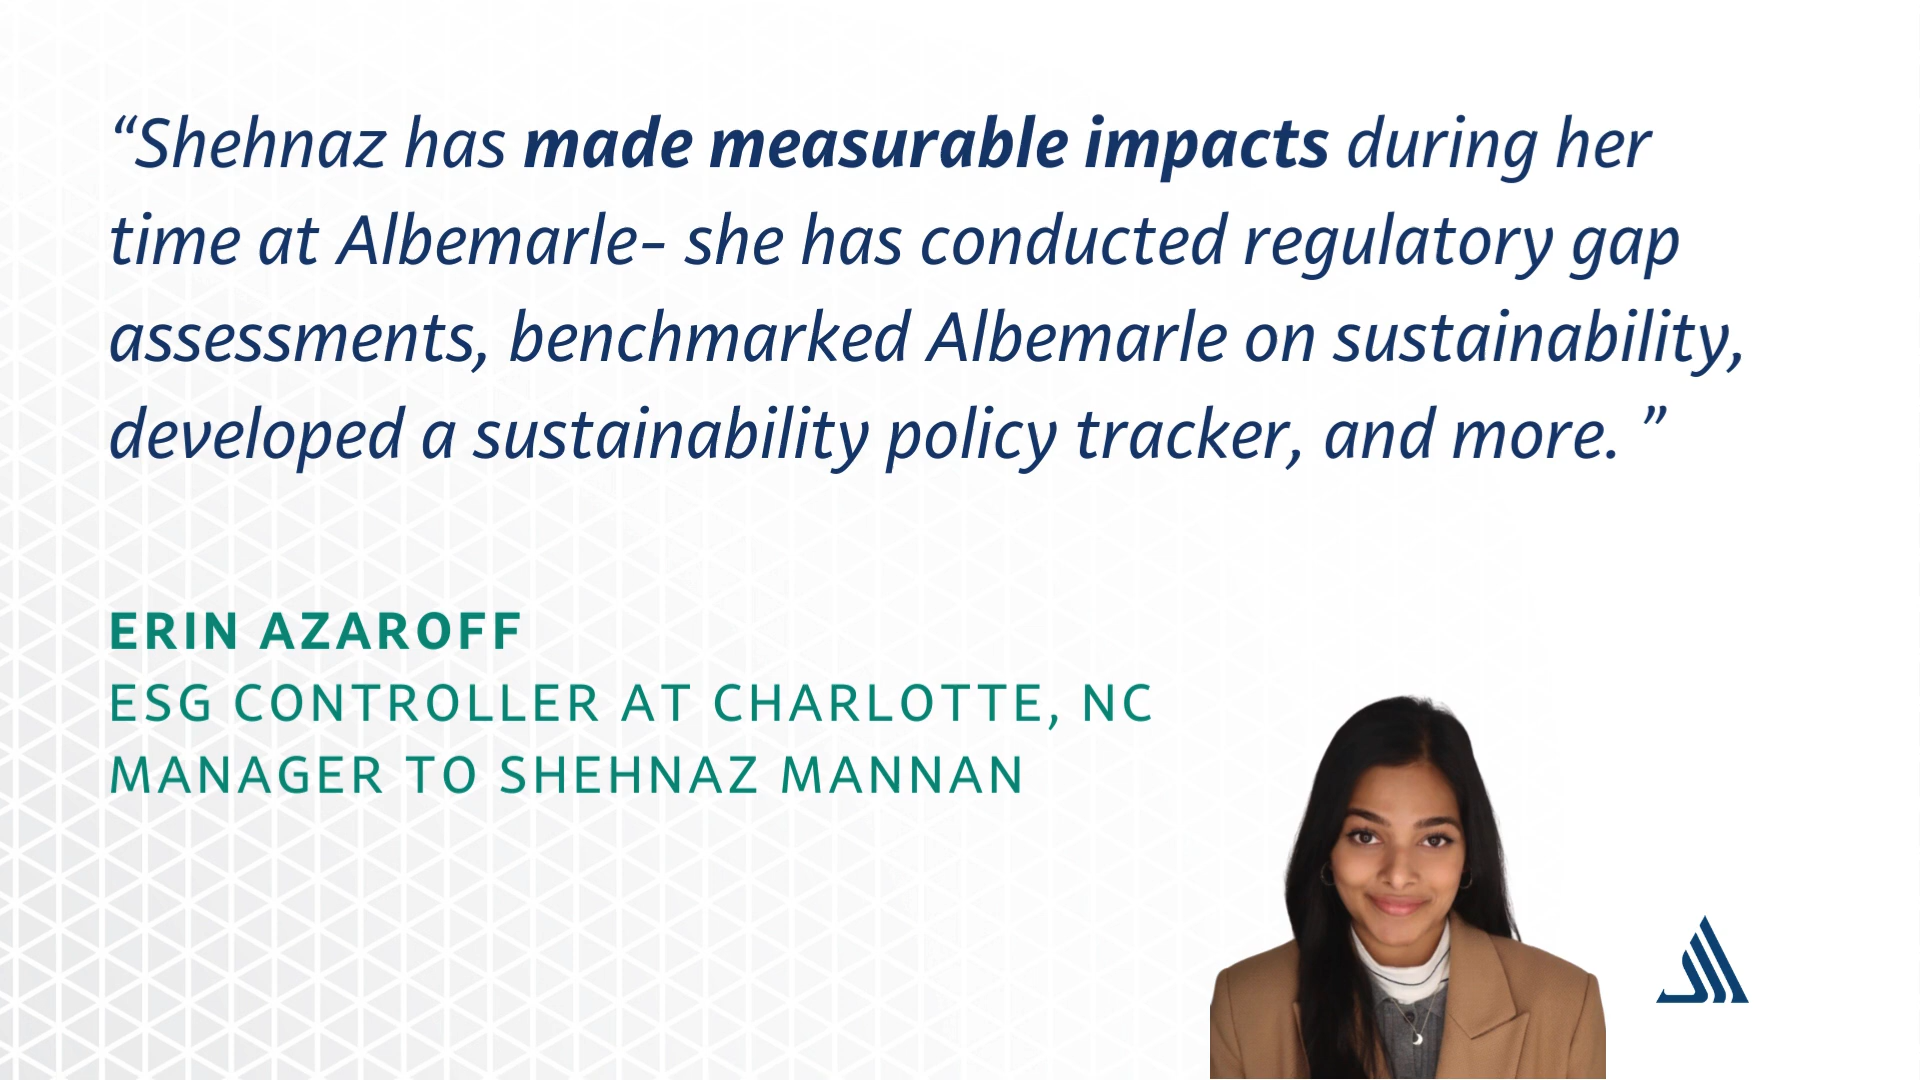 “Shehnaz has made measurable impacts during her
time at Albemarle– she has conducted regulatory gap
assessments, benchmarked Albemarle on sustainability,
developed a sustainability policy tracker, and more. ”
ERIN AZAROFF
ESG CONTROLLER AT CHARLOTTE, NC
MANAGER TO SHEHNAZ MANNAN